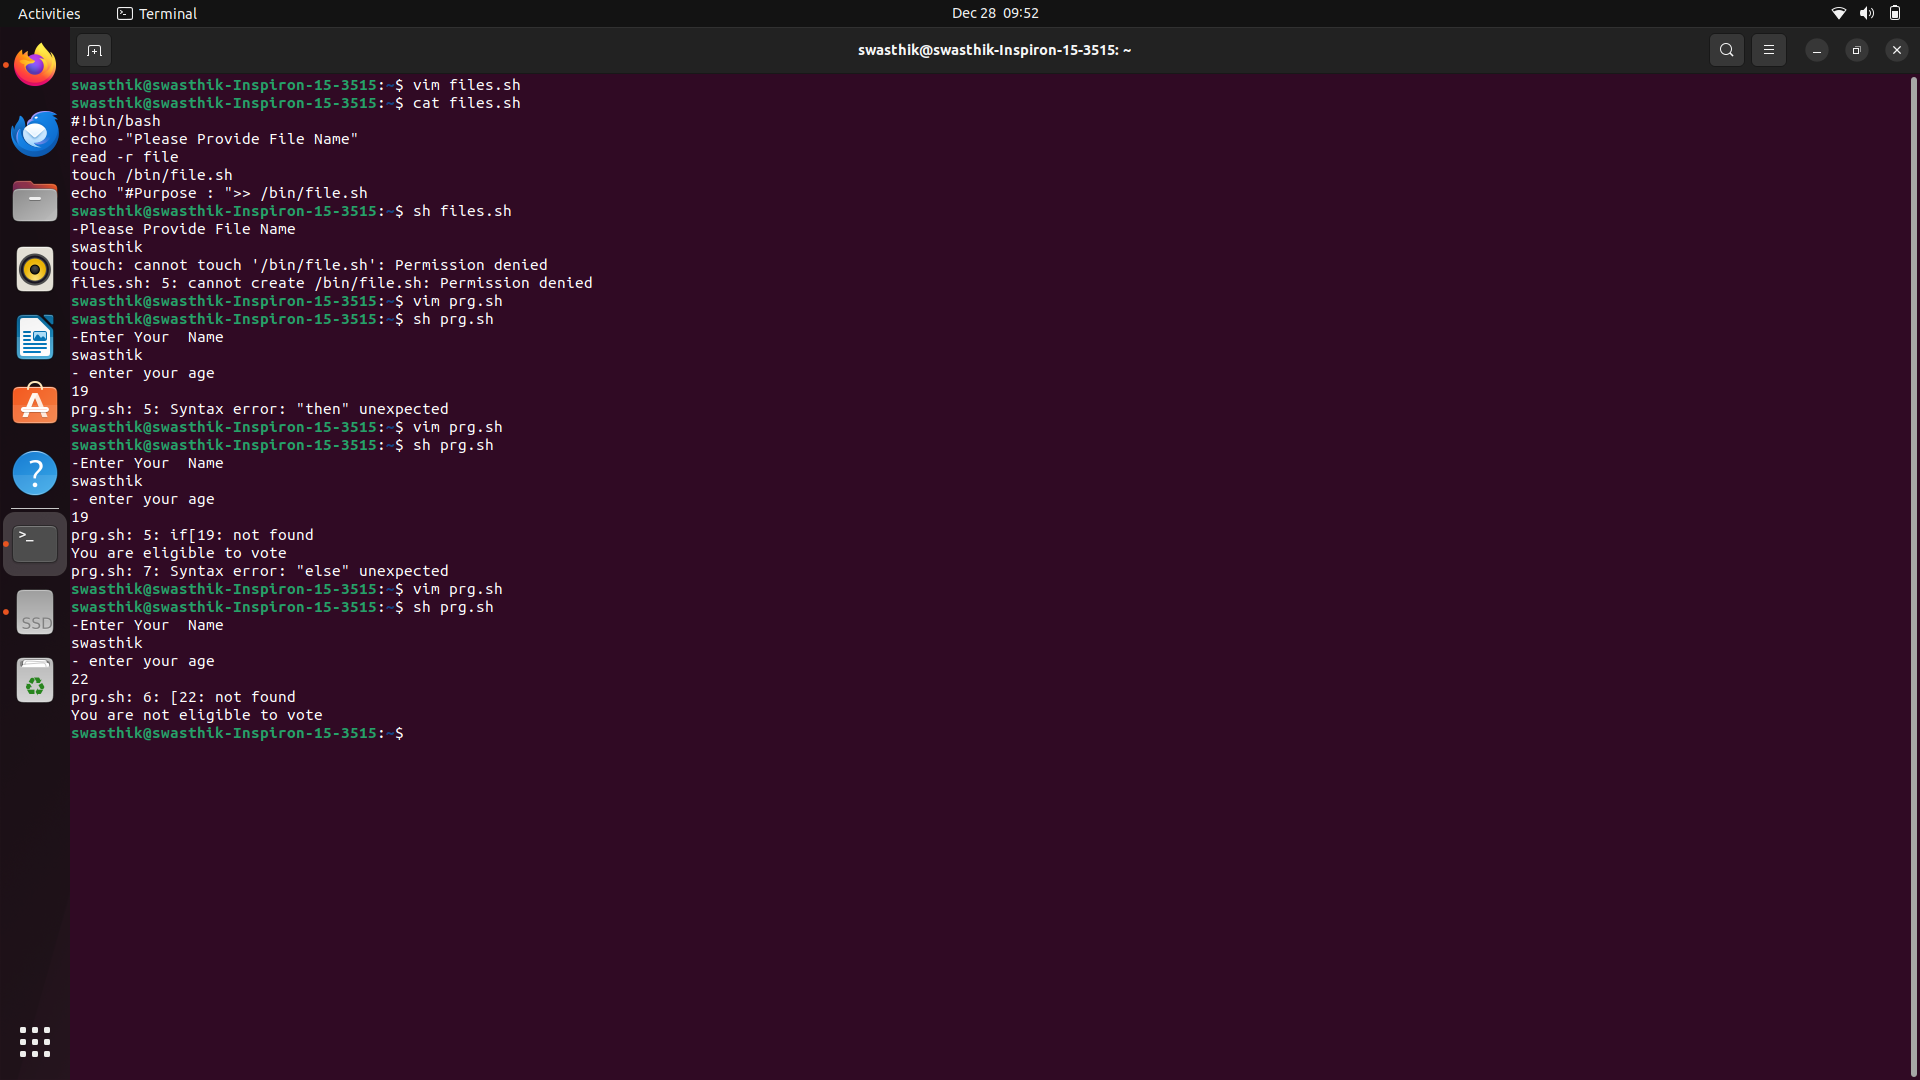 Activities Terminal Dec 28 09:52
swasthik@swasthik-Inspiron-15-3515: ~
swasthik@swasthik-Inspiron-15-3515:~$ vim files.sh
swasthik@swasthik-Inspiron-15-3515:~$ cat files.sh
#!bin/bash
echo -"Please Provide File Name"
read -r file
touch /bin/file.sh
echo "#Purpose : ">> /bin/file.sh
swasthik@swasthik-Inspiron-15-3515:~$ sh files.sh
-Please Provide File Name
swasthik
touch: cannot touch '/bin/file.sh': Permission denied
files.sh: 5: cannot create /bin/file.sh: Permission denied
swasthik@swasthik-Inspiron-15-3515:~$ vim prg.sh
swasthik@swasthik-Inspiron-15-3515:~$ sh prg.sh
-Enter Your  Name
swasthik
- enter your age
19
prg.sh: 5: Syntax error: "then" unexpected
swasthik@swasthik-Inspiron-15-3515:~$ vim prg.sh
swasthik@swasthik-Inspiron-15-3515:~$ sh prg.sh
-Enter Your  Name
swasthik
- enter your age
19
prg.sh: 5: if[19: not found
You are eligible to vote
prg.sh: 7: Syntax error: "else" unexpected
swasthik@swasthik-Inspiron-15-3515:~$ vim prg.sh
swasthik@swasthik-Inspiron-15-3515:~$ sh prg.sh
-Enter Your  Name
swasthik
- enter your age
22
prg.sh: 6: [22: not found
You are not eligible to vote
swasthik@swasthik-Inspiron-15-3515:~$
SSD